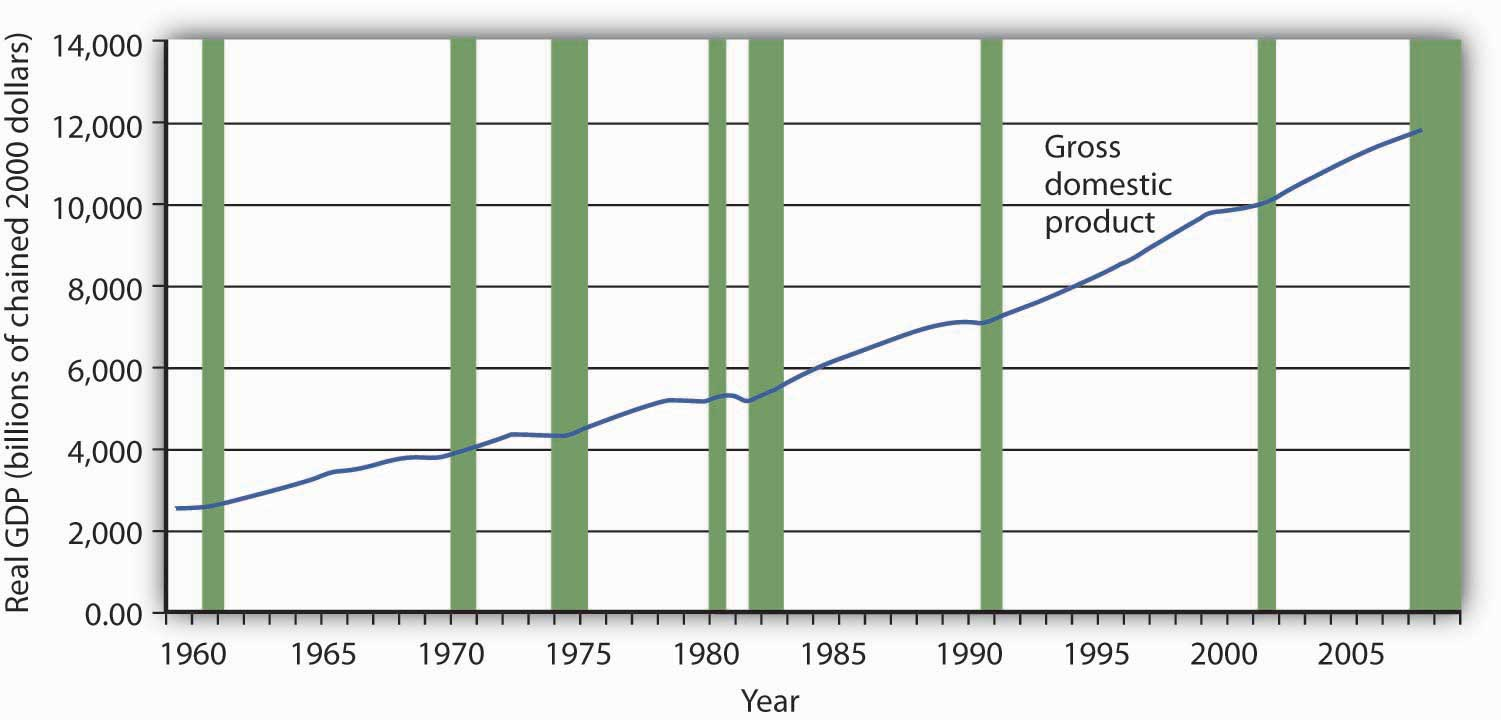 Real GDP (billions of chained 2000 dollars)
14,000
12,000
10,000
8,000
6,000
4,000
2,000
0.00
Gross
domestic
product
1960 1965 1970 1975 1980 1985 1990 1995 2000 2005
Year